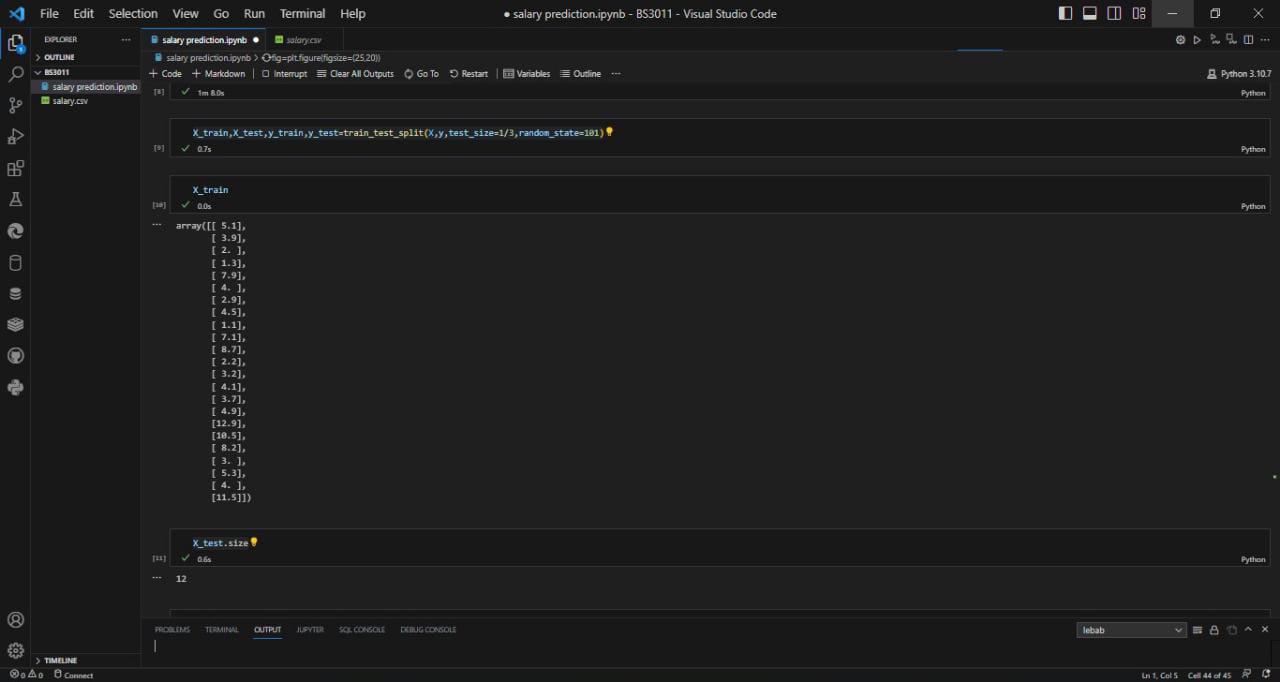 File Edit Selection View Go Run Terminal Help
● salary prediction.ipynb - BS3011 - Visual Studio Code
EXPLORER
OUTLINE
BS3011
salary prediction.ipynb
salary.csv
TIMELINE
salary prediction.ipynb ●
salary.csv
salary prediction.ipynb > fig=plt.figure(figsize=(25,20))
+ Code + Markdown Interrupt Clear All Outputs Go To Restart Variables Outline ···
Python 3.10.7
[8] 1m 8.0s Python
X_train,X_test,y_train,y_test=train_test_split(X,y,test_size=1/3,random_state=101)
[9] 0.7s Python
X_train
[10] 0.0s Python
array([[ 5.1],
[ 3.9],
[ 2. ],
[ 1.3],
[ 7.9],
[ 4. ],
[ 2.9],
[ 4.5],
[ 1.1],
[ 7.1],
[ 8.7],
[ 2.2],
[ 3.2],
[ 4.1],
[ 3.7],
[ 4.9],
[12.9],
[10.5],
[ 8.2],
[ 3. ],
[ 5.3],
[ 4. ],
[11.5]])
X_test.size
[11] 0.6s Python
12
PROBLEMS TERMINAL OUTPUT JUPYTER SQL CONSOLE DEBUG CONSOLE
lebab
0 0 Connect
Ln 1, Col 5 Cell 44 of 45